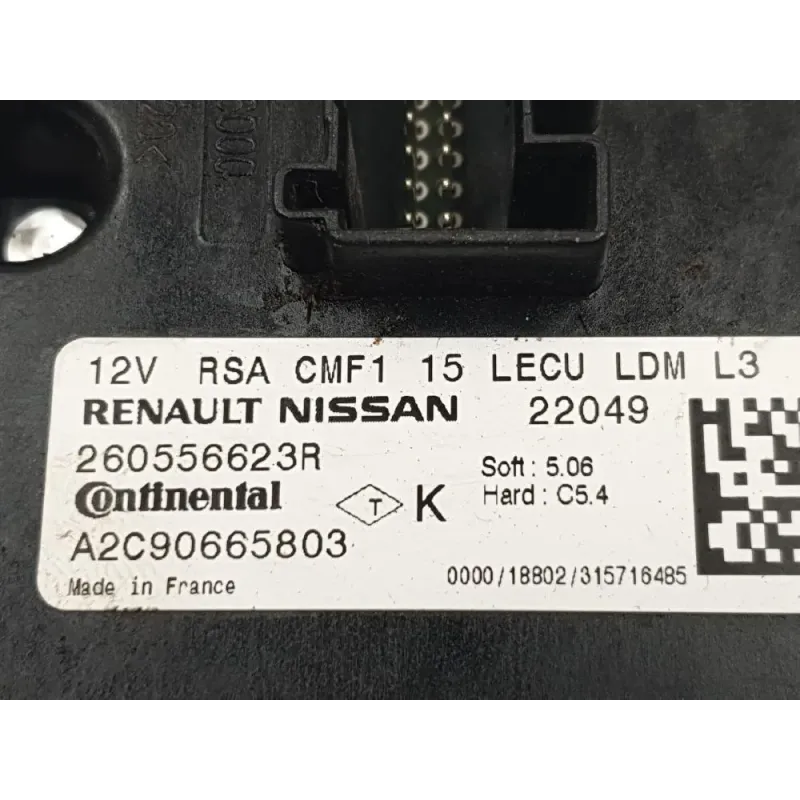 12V RSA CMF1 15 LECU LDM L3
RENAULT NISSAN 22049
260556623R
Soft : 5.06
Continental
T K
Hard : C5.4
A2C90665803
Made in France
0000/18802/315716485